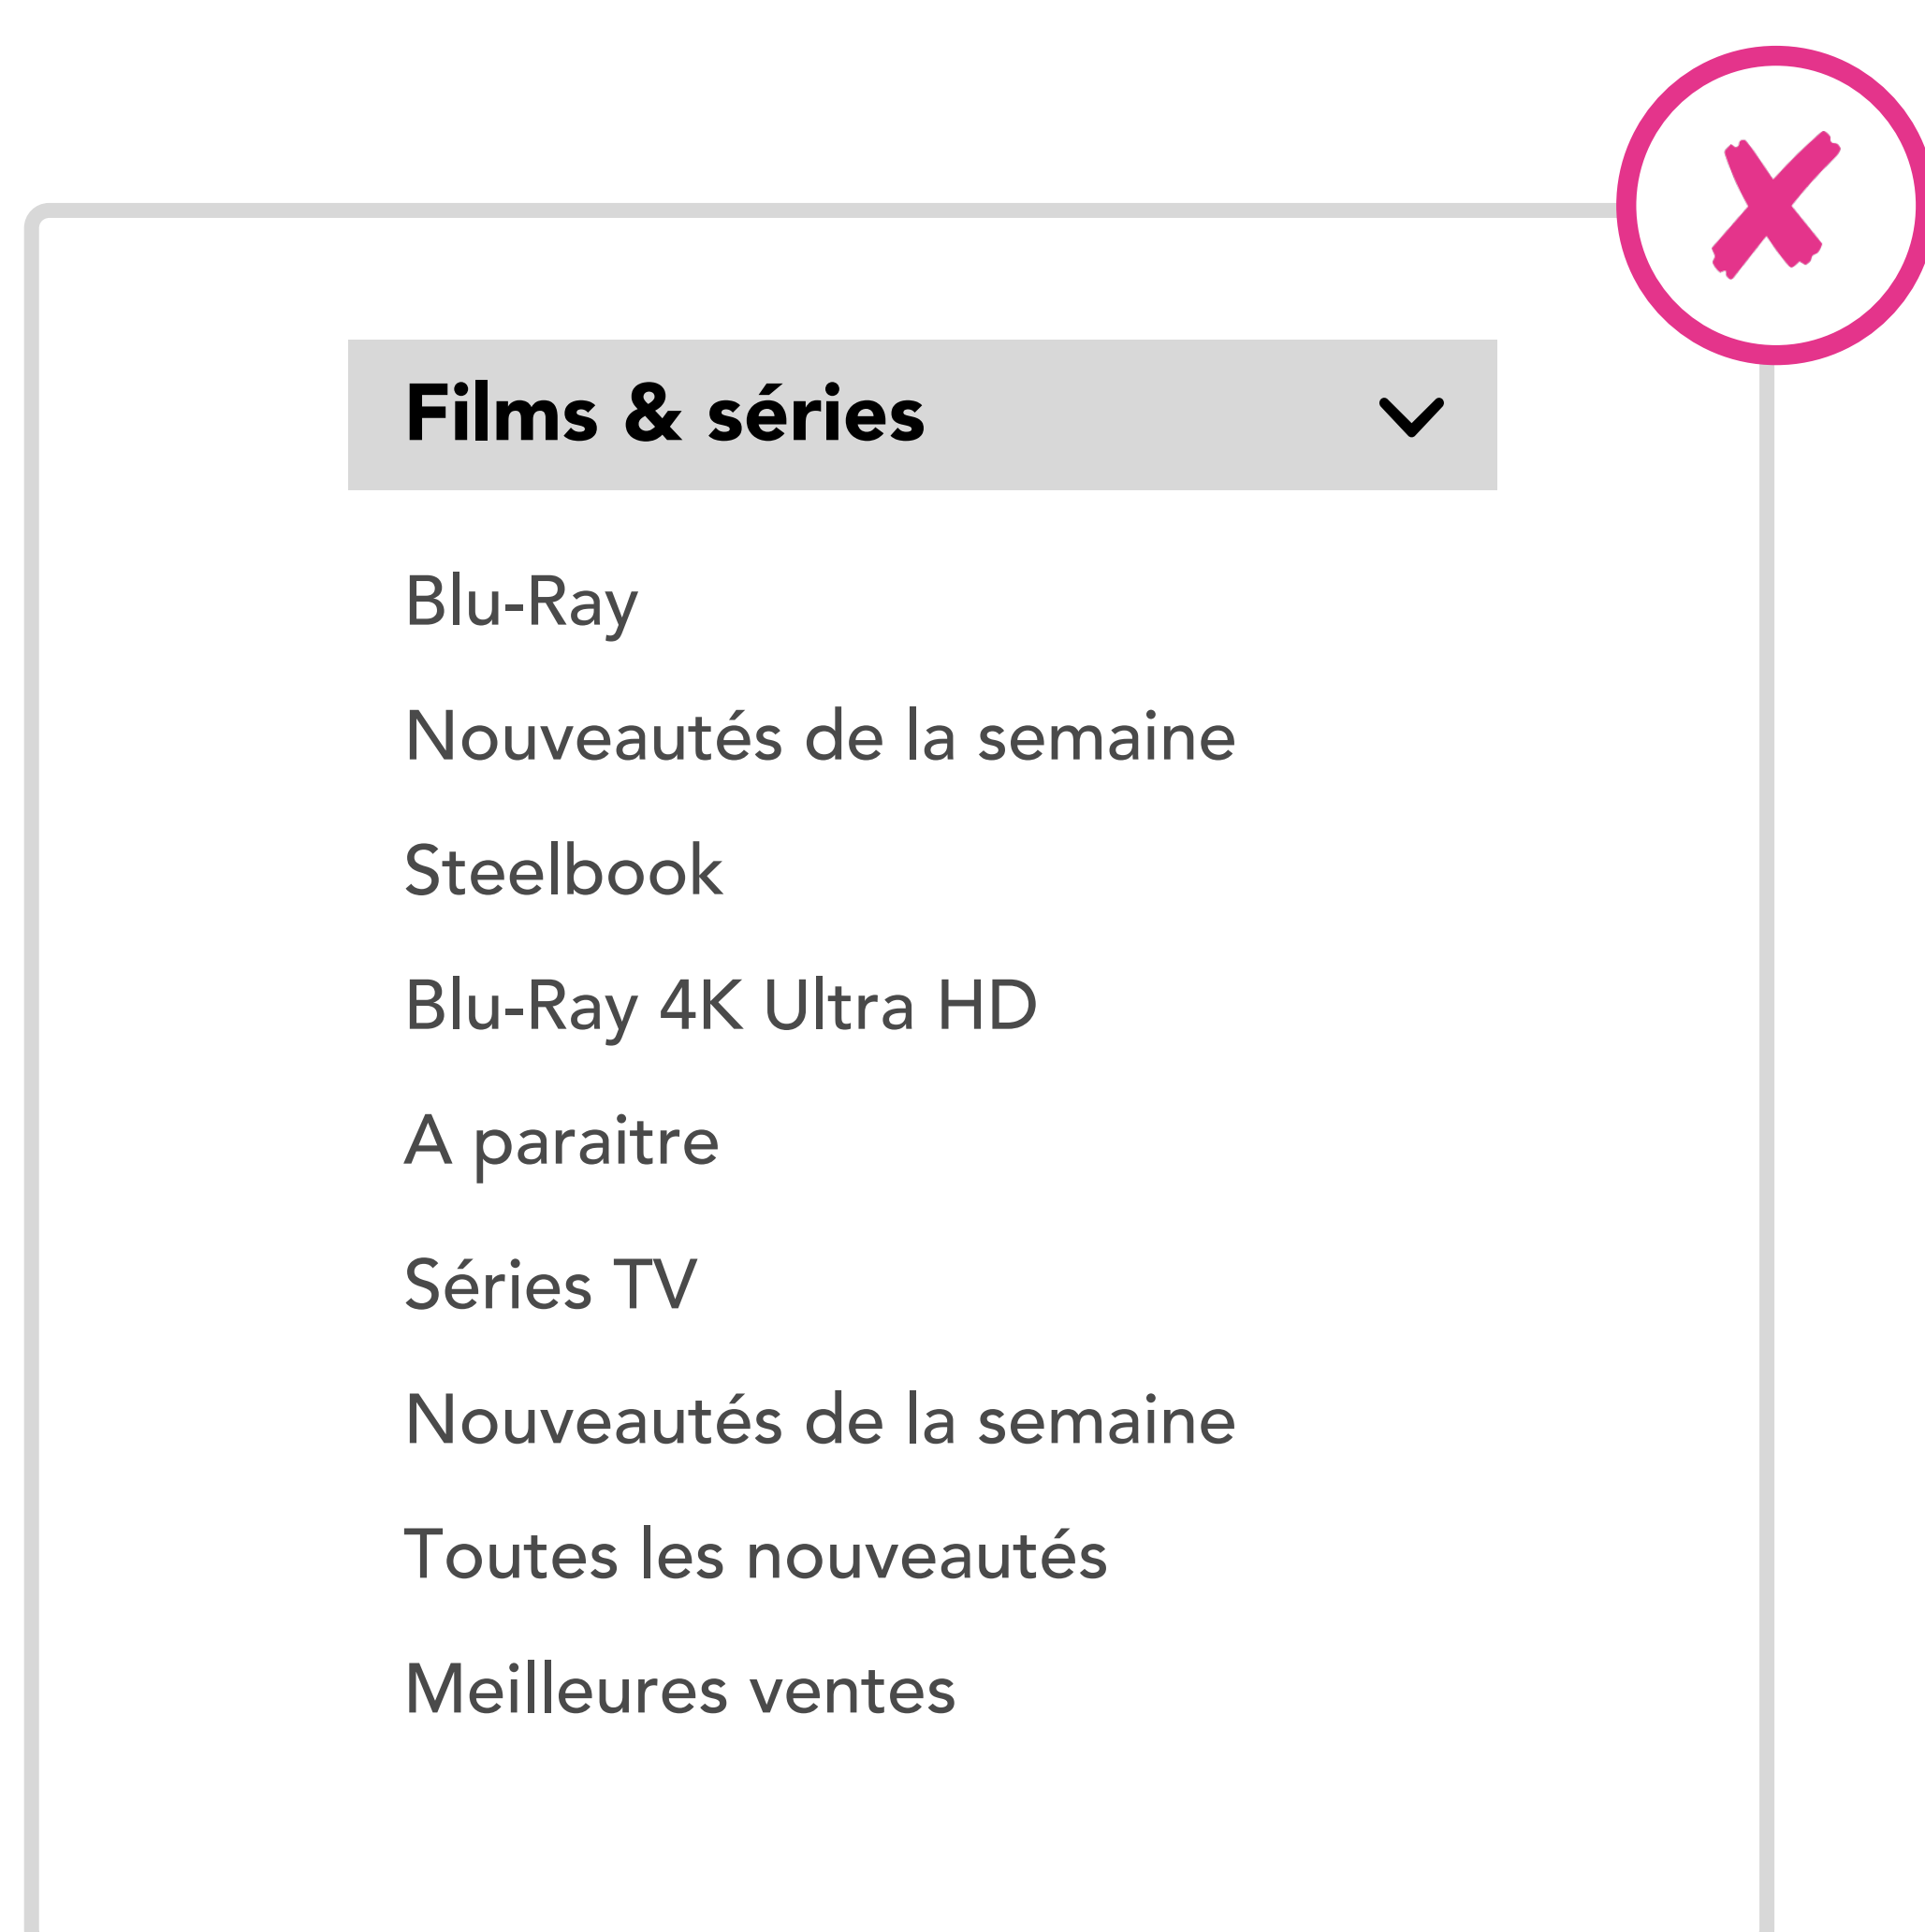 Films & séries
Blu-Ray
Nouveautés de la semaine
Steelbook
Blu-Ray 4K Ultra HD
A paraitre
Séries TV
Nouveautés de la semaine
Toutes les nouveautés
Meilleures ventes